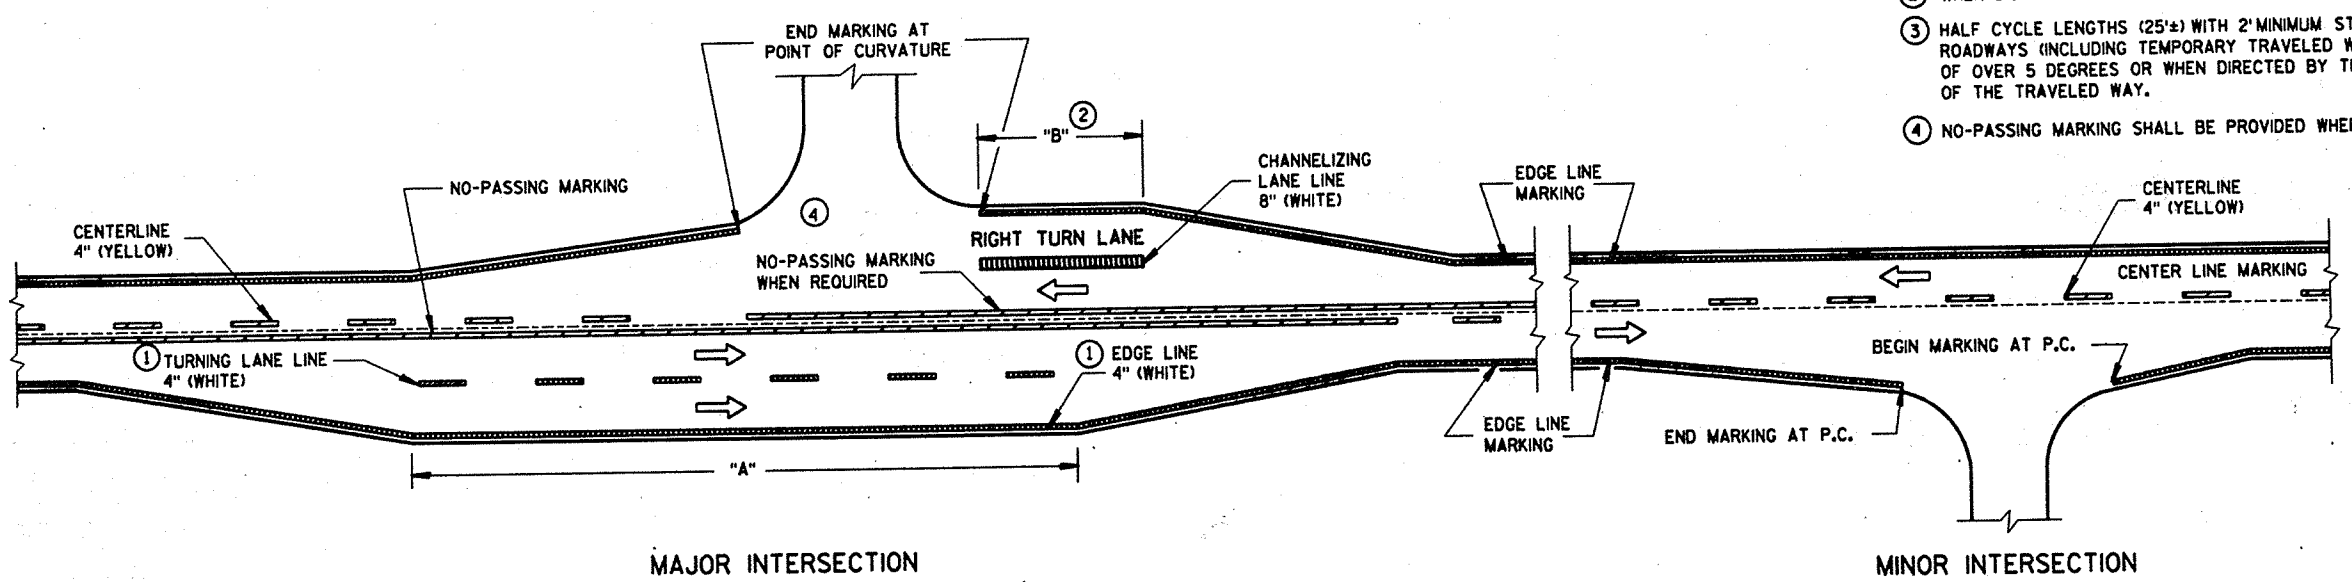 ③ HALF CYCLE LENGTHS (25'±) WITH 2' MINIMUM
ROADWAYS (INCLUDING TEMPORARY TRAVELED
OF OVER 5 DEGREES OR WHEN DIRECTED BY
OF THE TRAVELED WAY.
④ NO-PASSING MARKING SHALL BE PROVIDED
END MARKING AT
POINT OF CURVATURE
②
"B"
CHANNELIZING
LANE LINE
8" (WHITE)
NO-PASSING MARKING
EDGE LINE
MARKING
CENTERLINE
4" (YELLOW)
④
CENTERLINE
4" (YELLOW)
RIGHT TURN LANE
NO-PASSING MARKING
WHEN REQUIRED
CENTER LINE MARKING
① TURNING LANE LINE
4" (WHITE)
① EDGE LINE
4" (WHITE)
BEGIN MARKING AT P.C.
EDGE LINE
MARKING
END MARKING AT P.C.
"A"
MAJOR INTERSECTION
MINOR INTERSECTION